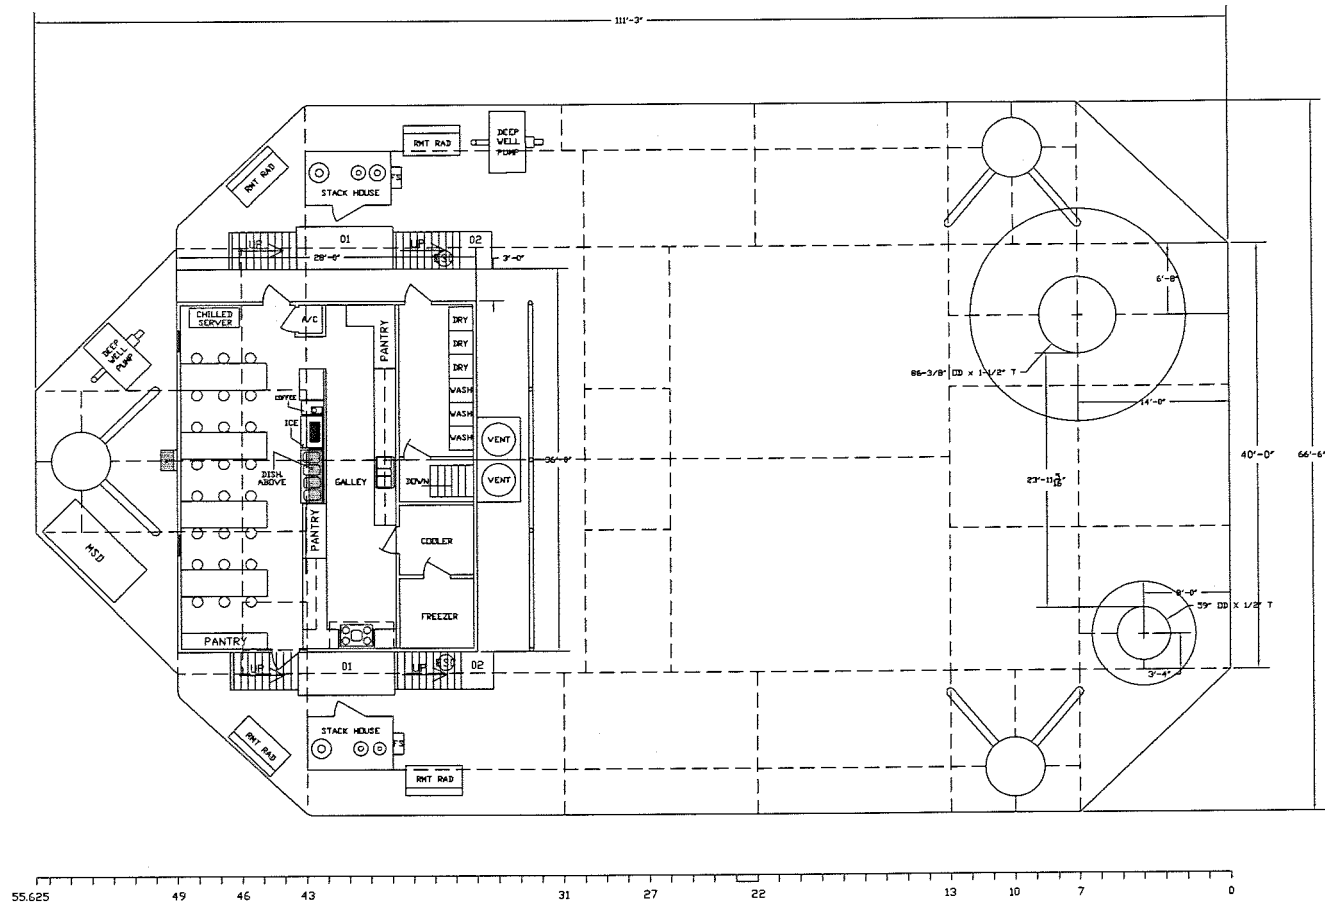 111'-3"
DEEP
WELL
PUMP
RMT RAD
RMT RAD
STACK HOUSE
UP
01
UP
02
28'-0"
3'-0"
6'-8"
CHILLED
SERVER
A/C
PANTRY
DRY
DRY
DRY
WASH
WASH
WASH
DEEP
WELL
PUMP
86-3/8" OD x 1-1/2" T
14'-0"
COFFEE
ICE
DISH
ABOVE
GALLEY
DOWN
VENT
VENT
36'-0"
40'-0"
66'-6"
23'-11 5/16"
MSD
PANTRY
COOLER
FREEZER
8'-0"
59" OD X 1/2" T
3'-4"
PANTRY
UP
01
UP
02
STACK HOUSE
RMT RAD
RMT RAD
55.625 49 46 43 31 27 22 13 10 7 0